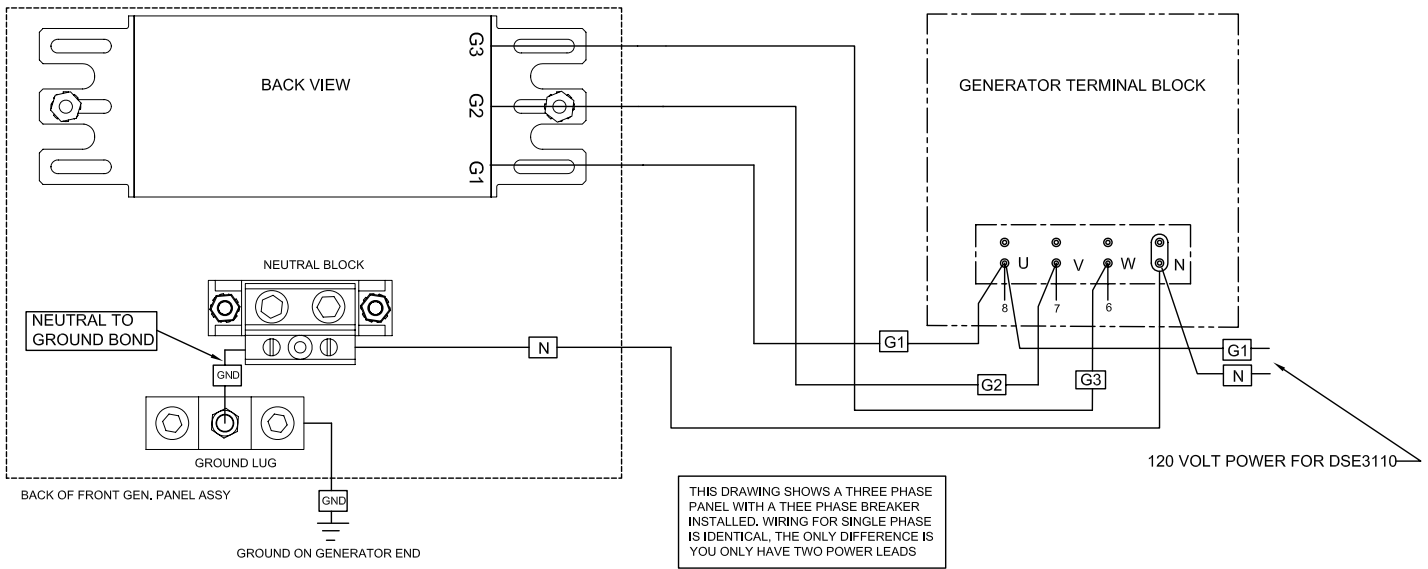 G3
BACK VIEW
G2
G1
GENERATOR TERMINAL BLOCK
U
V
W
N
8
7
6
NEUTRAL BLOCK
NEUTRAL TO
GROUND BOND
GND
N
G1
G2
G3
G1
N
GROUND LUG
120 VOLT POWER FOR DSE3110
BACK OF FRONT GEN. PANEL ASSY
GND
GROUND ON GENERATOR END
THIS DRAWING SHOWS A THREE PHASE
PANEL WITH A THEE PHASE BREAKER
INSTALLED. WIRING FOR SINGLE PHASE
IS IDENTICAL, THE ONLY DIFFERENCE IS
YOU ONLY HAVE TWO POWER LEADS